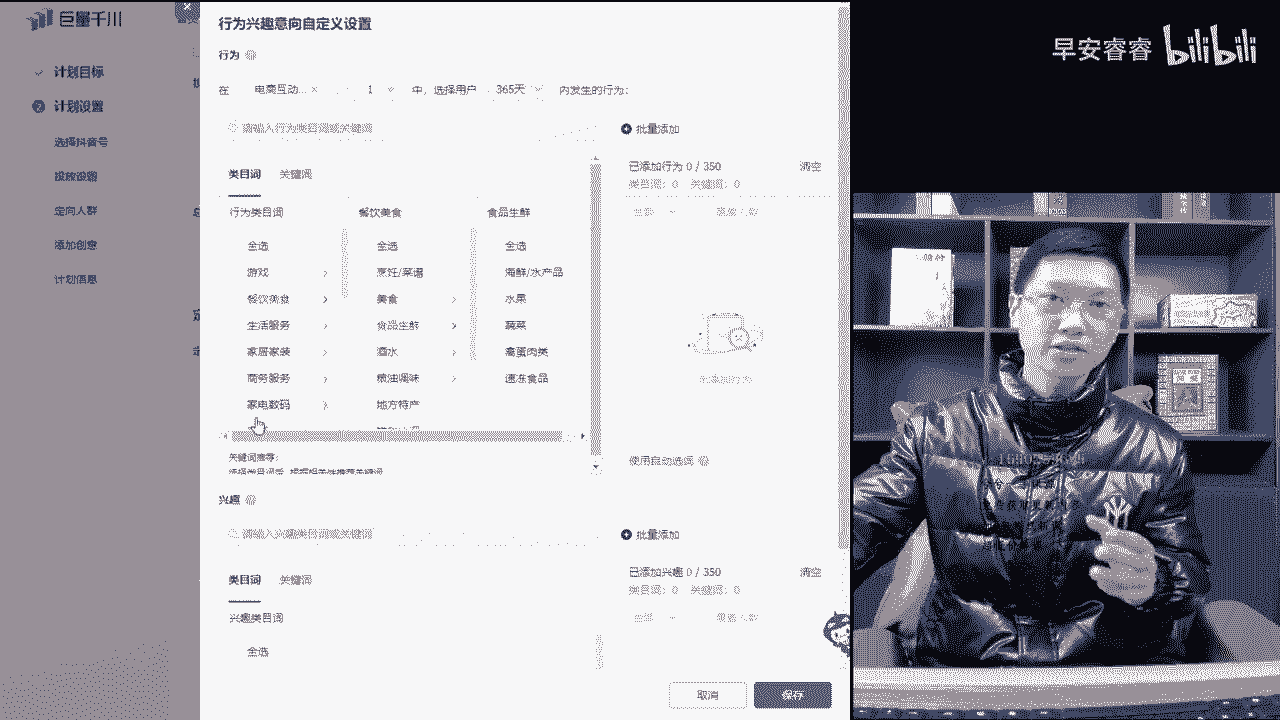 巨量千川
计划目标
计划设置
选择抖音号
投放设置
定向人群
添加创意
计划信息
行为兴趣意向自定义设置
行为
在 电商互动... × 1 中，选择用户 365天 内发生的行为：
请输入行为类目词或关键词
批量添加
类目词 关键词
已添加行为 0 / 350 清空
类目词：0 关键词：0
行为类目词 餐饮美食 食品生鲜
全选 全选 全选
游戏 烹饪/菜谱 海鲜/水产品
餐饮美食 美食 水果
生活服务 食品生鲜 蔬菜
家居家装 酒水 禽蛋肉类
商务服务 粮油调味 速冻食品
家电数码 地方特产
关键词推荐：
使用自动选词
兴趣
请输入兴趣类目词或关键词
批量添加
类目词 关键词
已添加兴趣 0 / 350 清空
类目词：0 关键词：0
兴趣类目词
全选
取消 保存
早安睿睿 bilibili